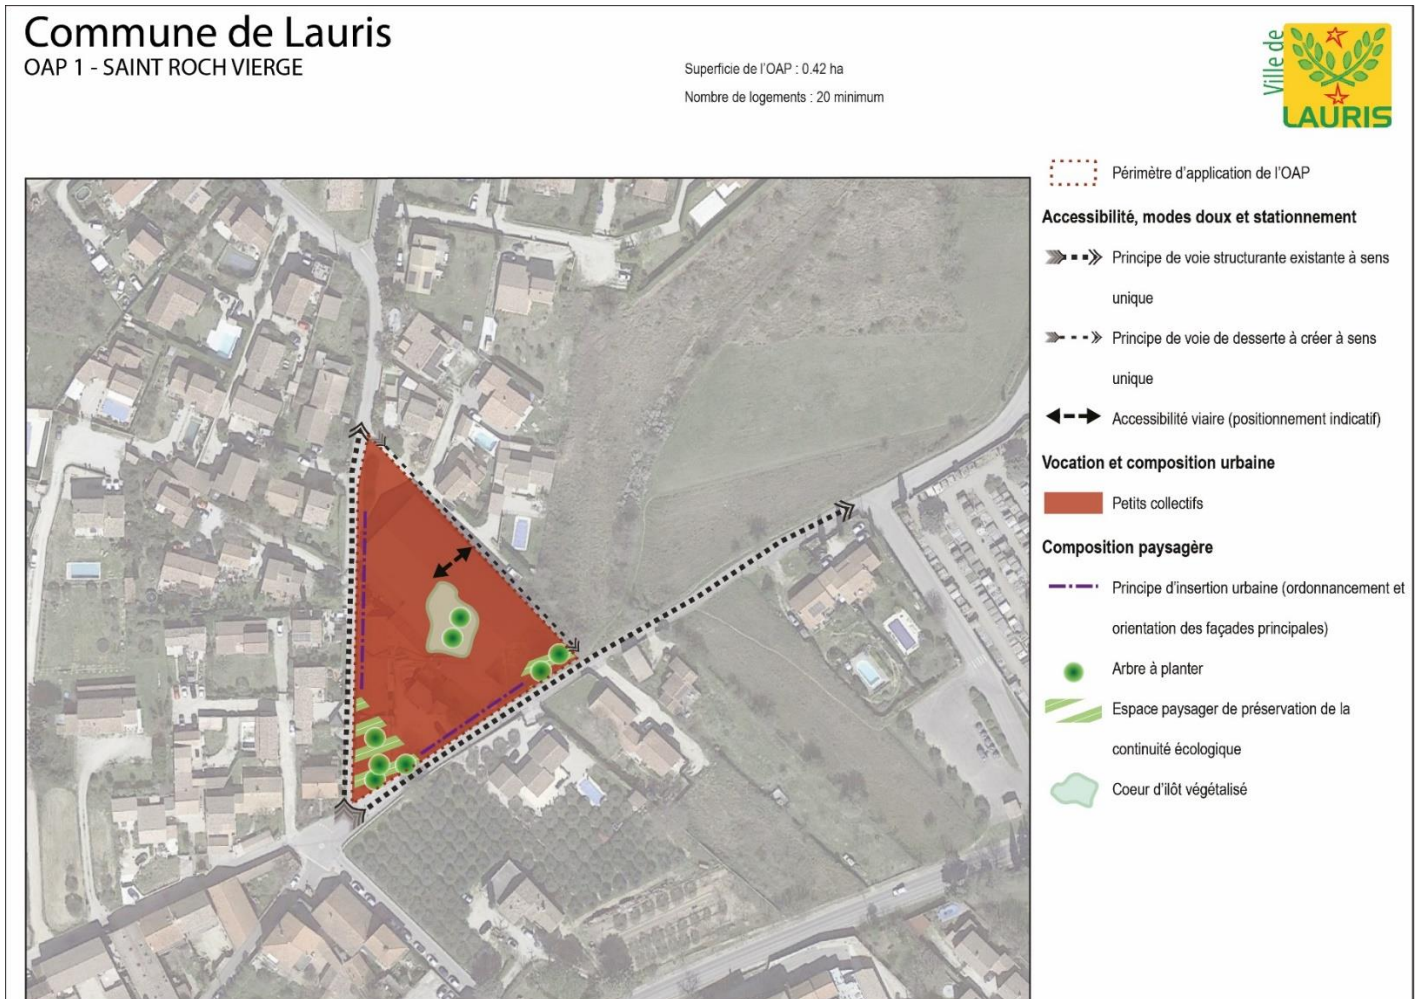 Commune de Lauris
OAP 1 - SAINT ROCH VIERGE
Superficie de l'OAP : 0.42 ha
Nombre de logements : 20 minimum
Ville de
LAURIS
Périmètre d'application de l'OAP
Accessibilité, modes doux et stationnement
Principe de voie structurante existante à sens
unique
Principe de voie de desserte à créer à sens
unique
Accessibilité viaire (positionnement indicatif)
Vocation et composition urbaine
Petits collectifs
Composition paysagère
Principe d'insertion urbaine (ordonnancement et
orientation des façades principales)
Arbre à planter
Espace paysager de préservation de la
continuité écologique
Coeur d'ilôt végétalisé